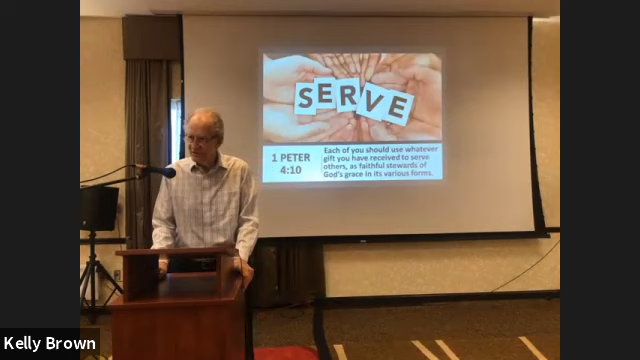 SERVE
1 PETER
4:10
Each of you should use whatever
gift you have received to serve
others, as faithful stewards of
God's grace in its various forms.
Kelly Brown